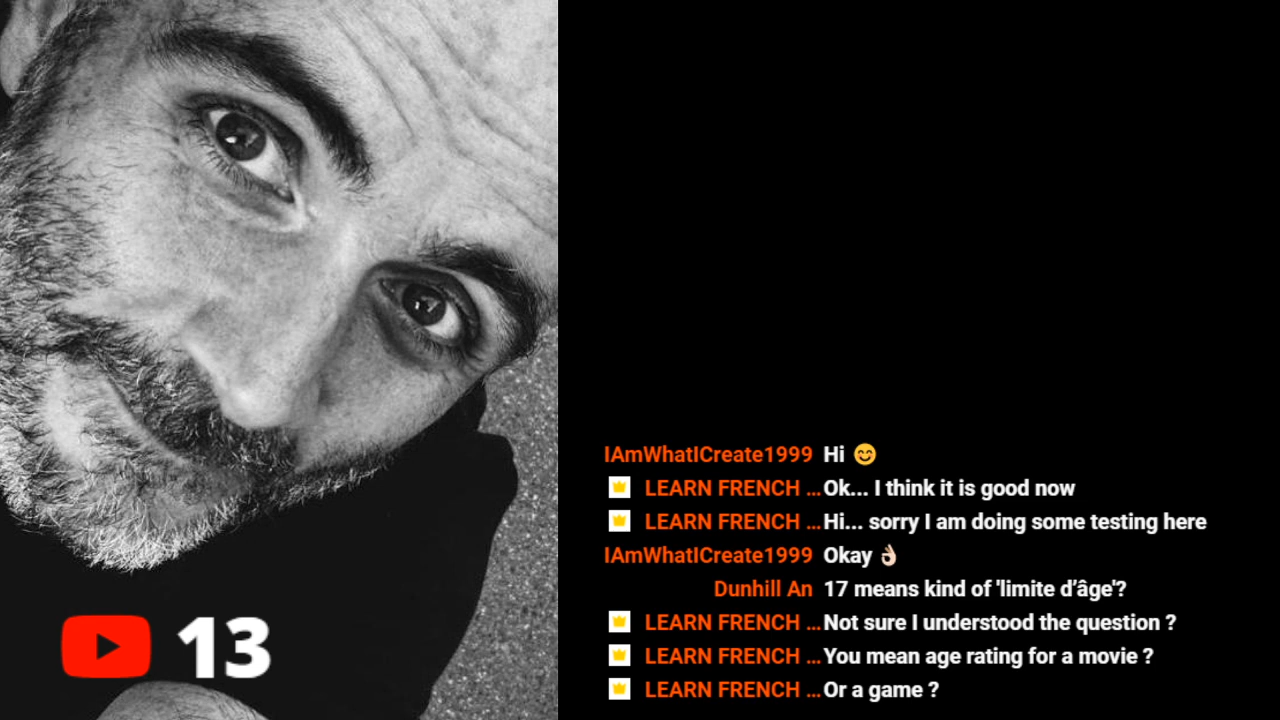 IAmWhatICreate1999 Hi 😊
LEARN FRENCH ... Ok... I think it is good now
LEARN FRENCH ... Hi... sorry I am doing some testing here
IAmWhatICreate1999 Okay 👌🏻
Dunhill An 17 means kind of 'limite d’âge'?
LEARN FRENCH ... Not sure I understood the question ?
LEARN FRENCH ... You mean age rating for a movie ?
LEARN FRENCH ... Or a game ?
13